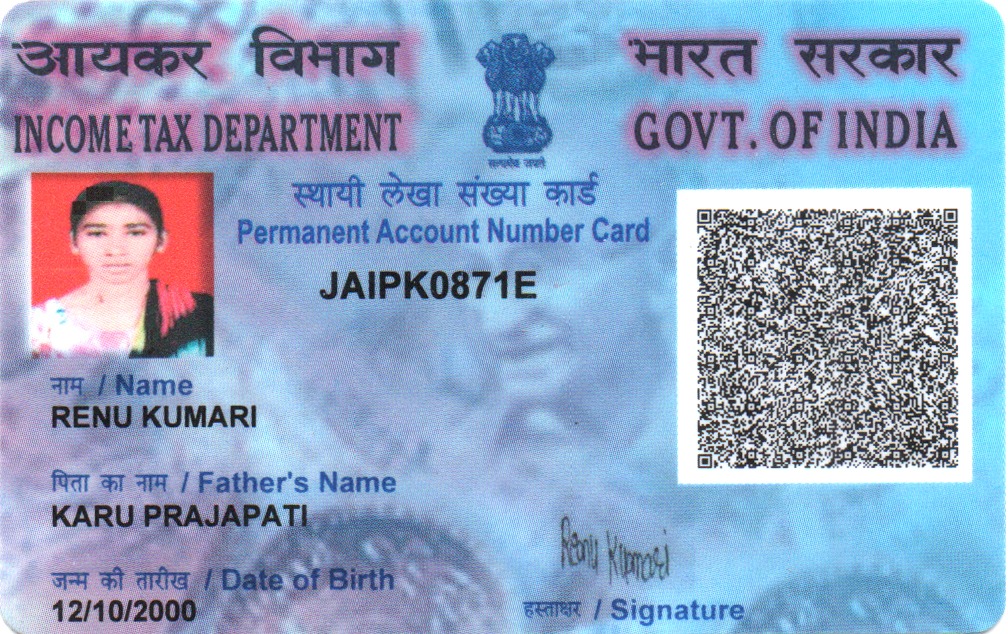 आयकर विभाग
INCOME TAX DEPARTMENT
सत्यमेव जयते
भारत सरकार
GOVT. OF INDIA
स्थायी लेखा संख्या कार्ड
Permanent Account Number Card
JAIPK0871E
नाम / Name
RENU KUMARI
पिता का नाम / Father's Name
KARU PRAJAPATI
जन्म की तारीख / Date of Birth
12/10/2000
Renu Kumari
हस्ताक्षर / Signature